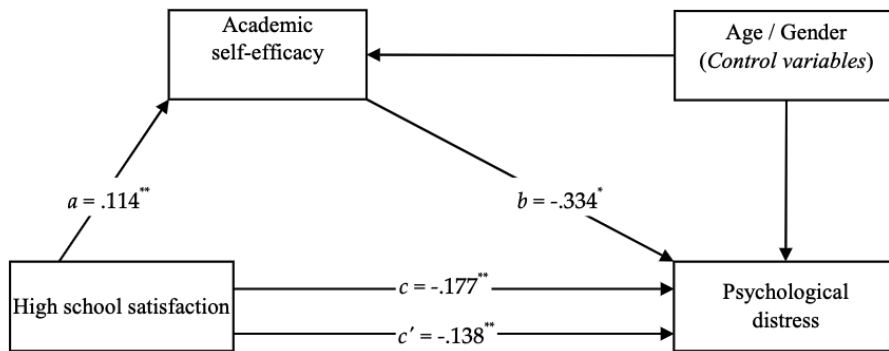 Academic
self-efficacy
Age / Gender
(Control variables)
a = .114**
b = -.334*
High school satisfaction
c = -.177**
c′ = -.138**
Psychological
distress